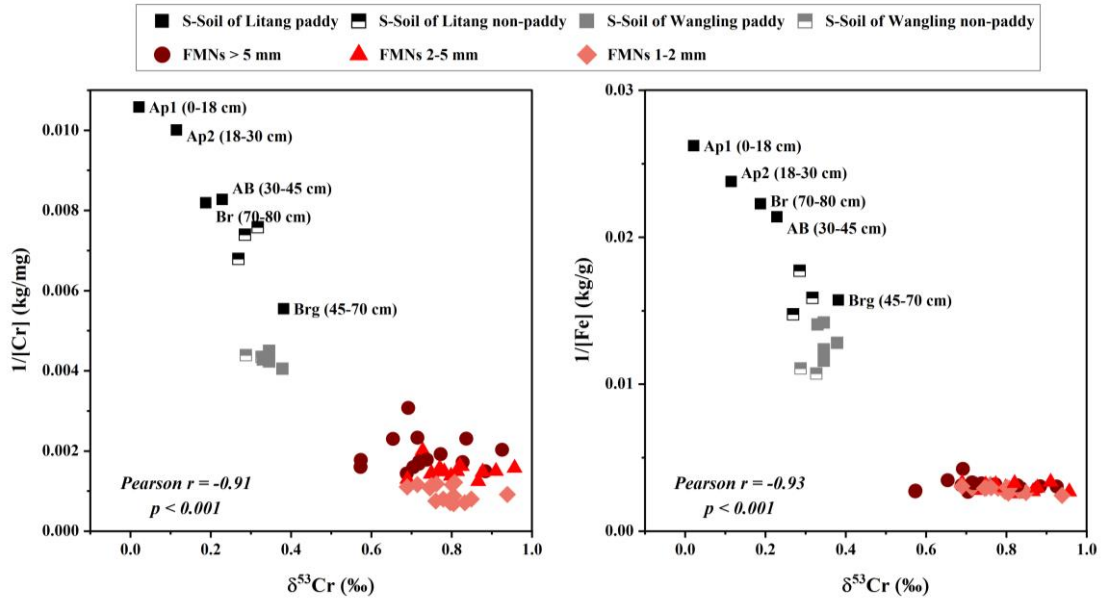 S-Soil of Litang paddy S-Soil of Litang non-paddy S-Soil of Wangling paddy S-Soil of Wangling non-paddy
FMNs > 5 mm FMNs 2-5 mm FMNs 1-2 mm
Ap1 (0-18 cm)
0.010
Ap2 (18-30 cm)
AB (30-45 cm)
0.008
Br (70-80 cm)
0.006
Brg (45-70 cm)
0.004
0.002
Pearson r = -0.91
p < 0.001
0.000
0.0 0.2 0.4 0.6 0.8 1.0
δ⁵³Cr (‰)
1/[Cr] (kg/mg)
0.03
Ap1 (0-18 cm)
Ap2 (18-30 cm)
Br (70-80 cm)
AB (30-45 cm)
0.02
Brg (45-70 cm)
0.01
Pearson r = -0.93
p < 0.001
0.00
0.0 0.2 0.4 0.6 0.8 1.0
δ⁵³Cr (‰)
1/[Fe] (kg/g)